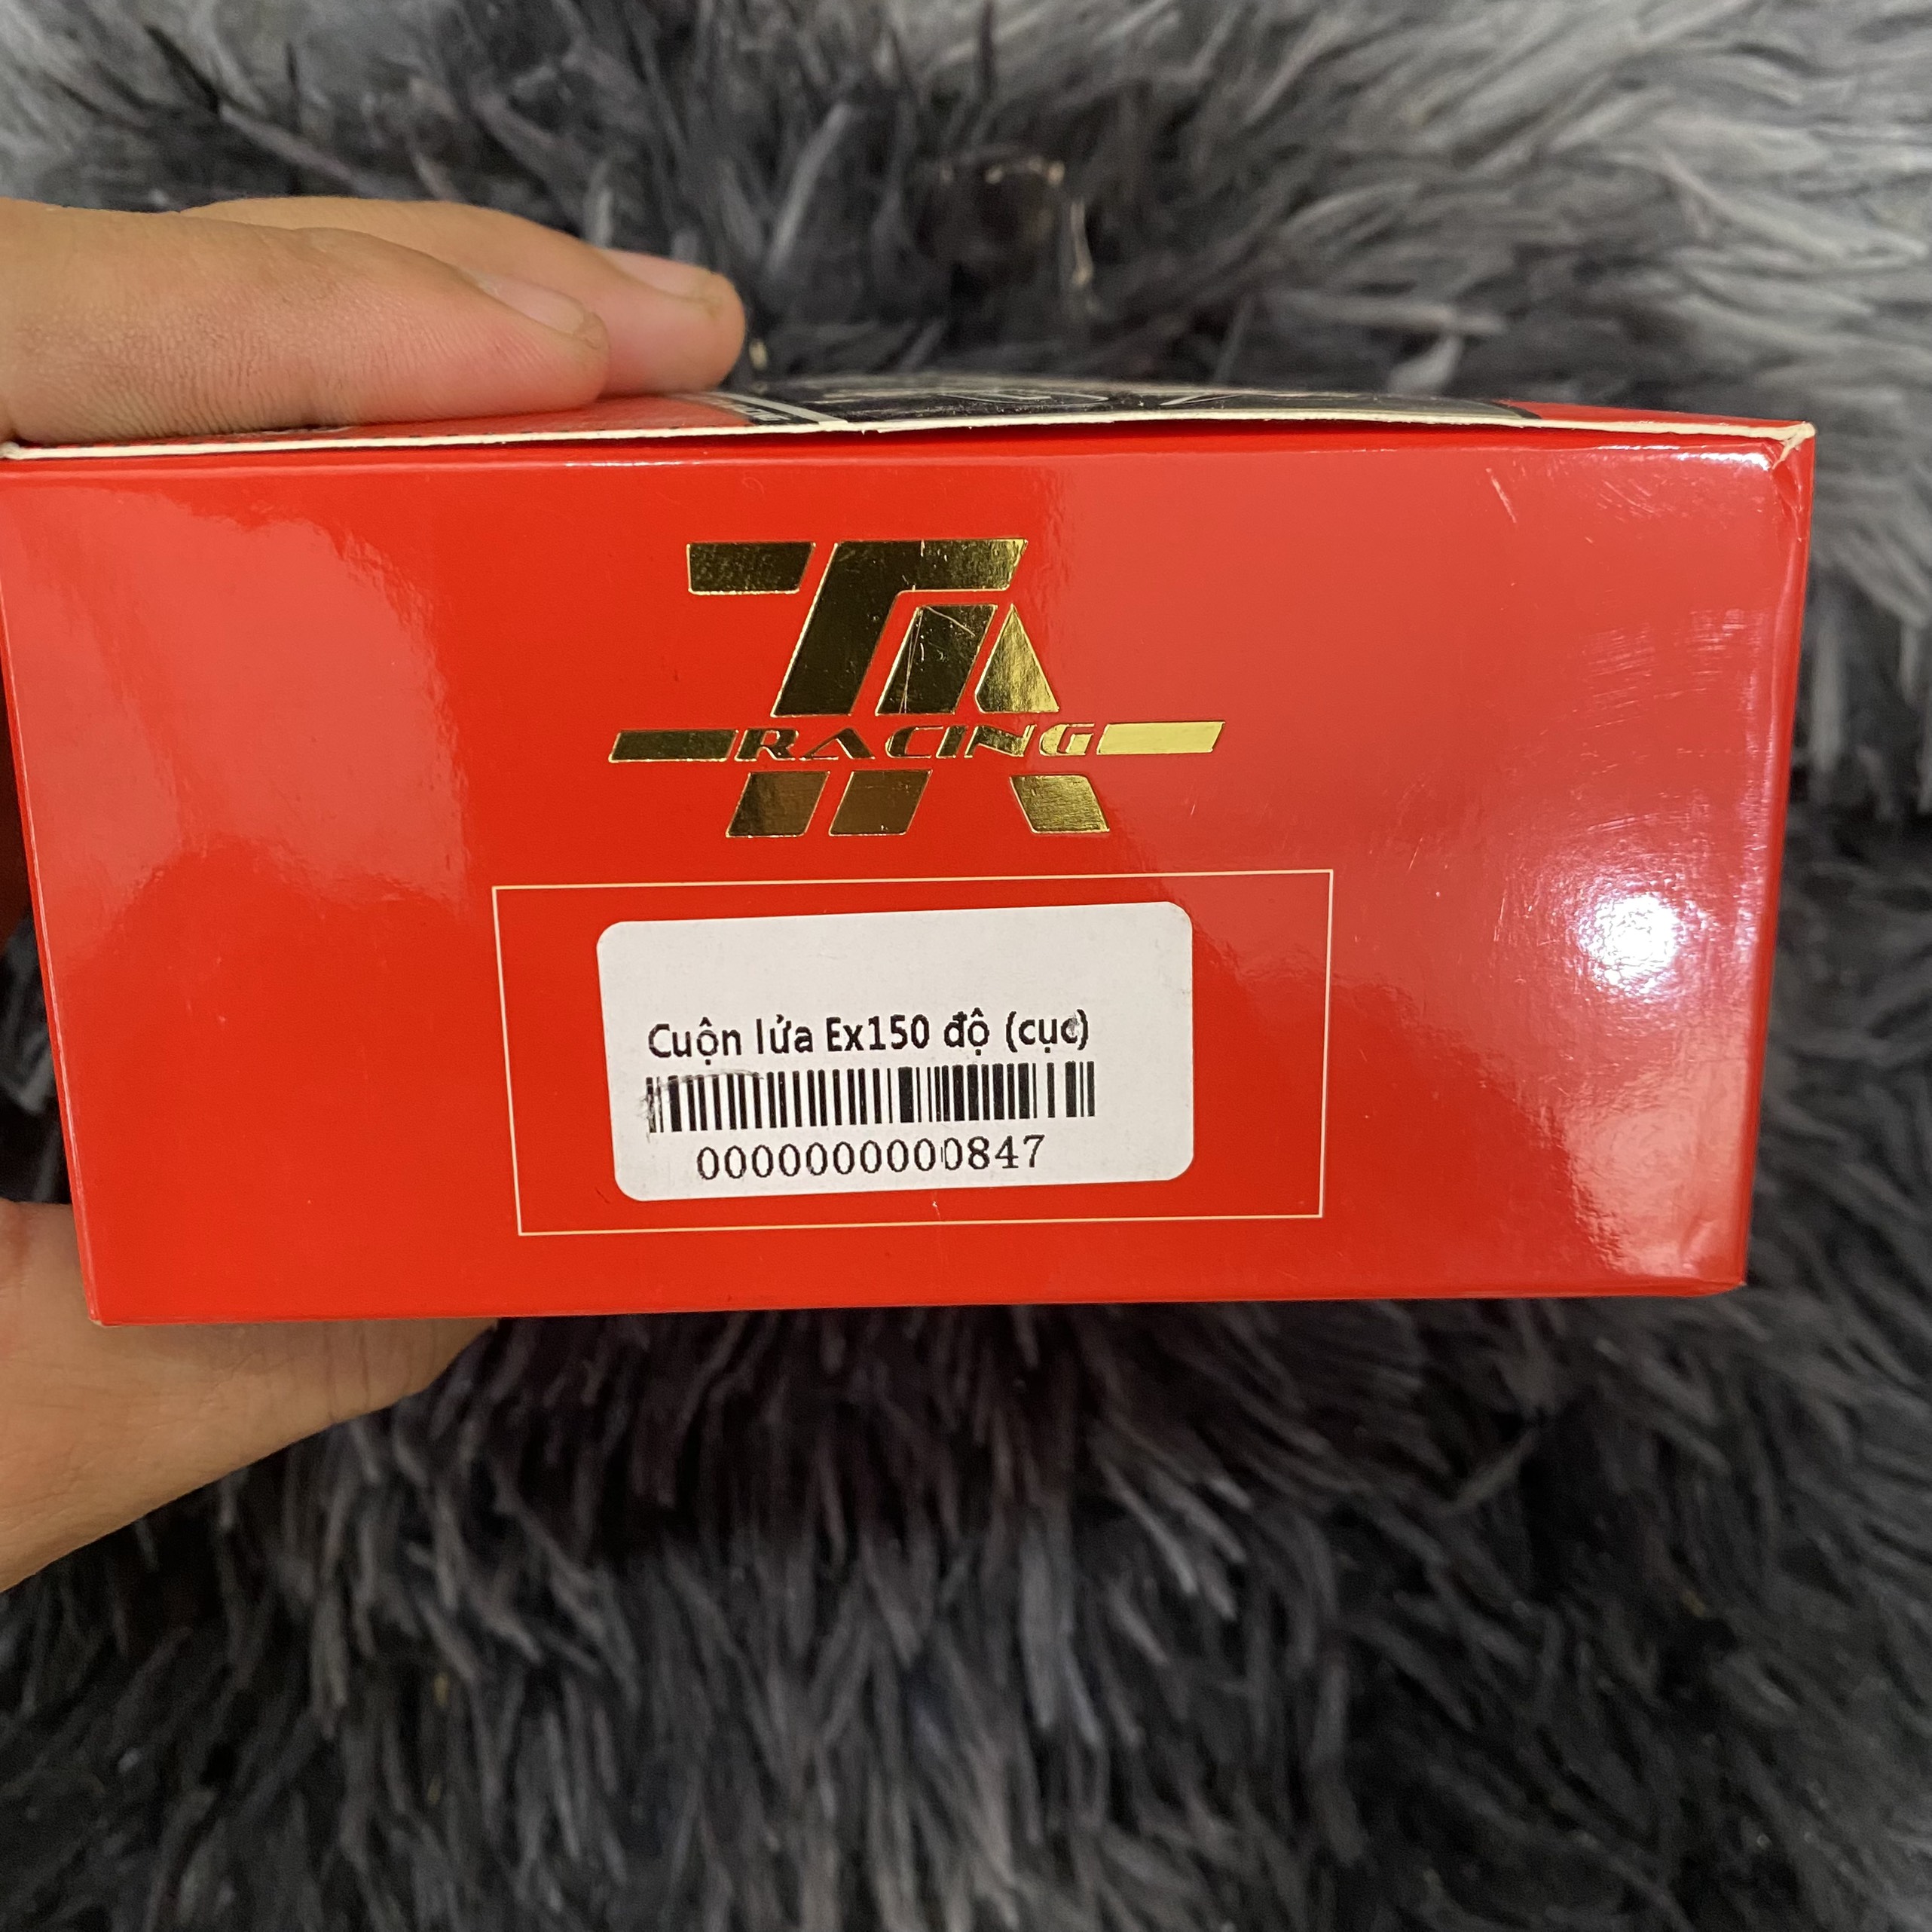 TA
RACING
Cuộn lửa Ex150 độ (cục)
0000000000847